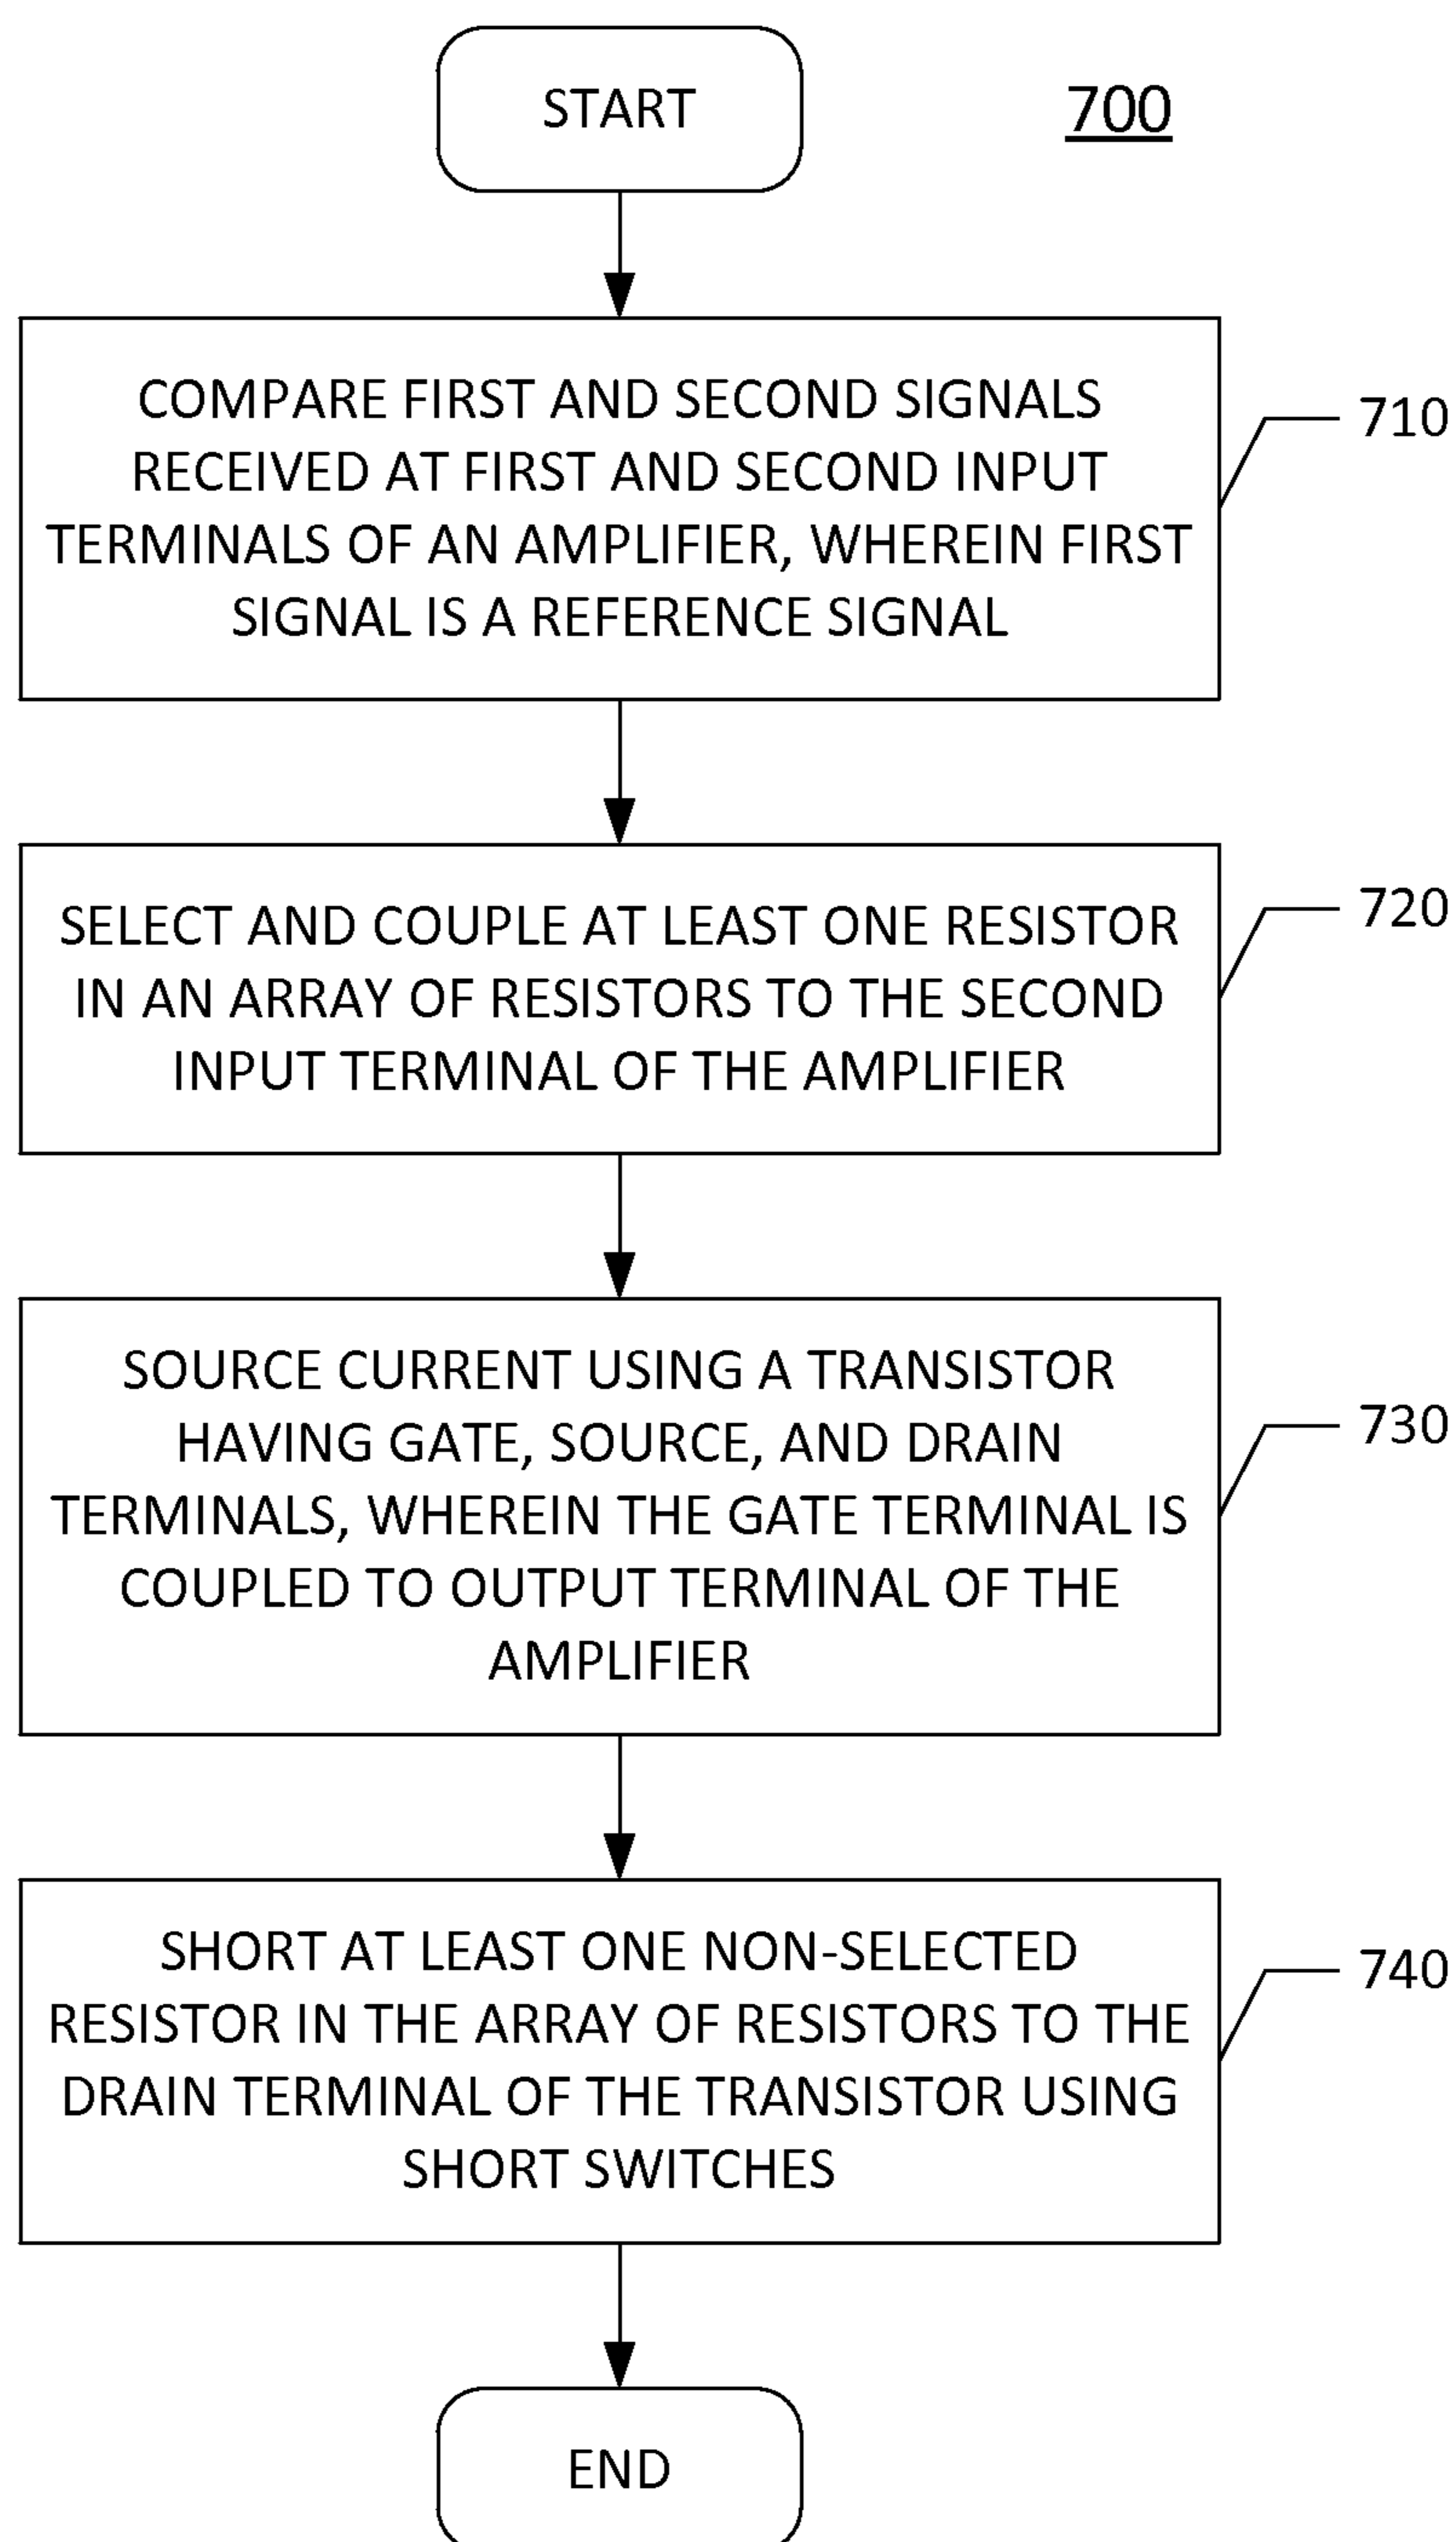 START
700
COMPARE FIRST AND SECOND SIGNALS
RECEIVED AT FIRST AND SECOND INPUT
TERMINALS OF AN AMPLIFIER, WHEREIN FIRST
SIGNAL IS A REFERENCE SIGNAL
710
SELECT AND COUPLE AT LEAST ONE RESISTOR
IN AN ARRAY OF RESISTORS TO THE SECOND
INPUT TERMINAL OF THE AMPLIFIER
720
SOURCE CURRENT USING A TRANSISTOR
HAVING GATE, SOURCE, AND DRAIN
TERMINALS, WHEREIN THE GATE TERMINAL IS
COUPLED TO OUTPUT TERMINAL OF THE
AMPLIFIER
730
SHORT AT LEAST ONE NON-SELECTED
RESISTOR IN THE ARRAY OF RESISTORS TO THE
DRAIN TERMINAL OF THE TRANSISTOR USING
SHORT SWITCHES
740
END